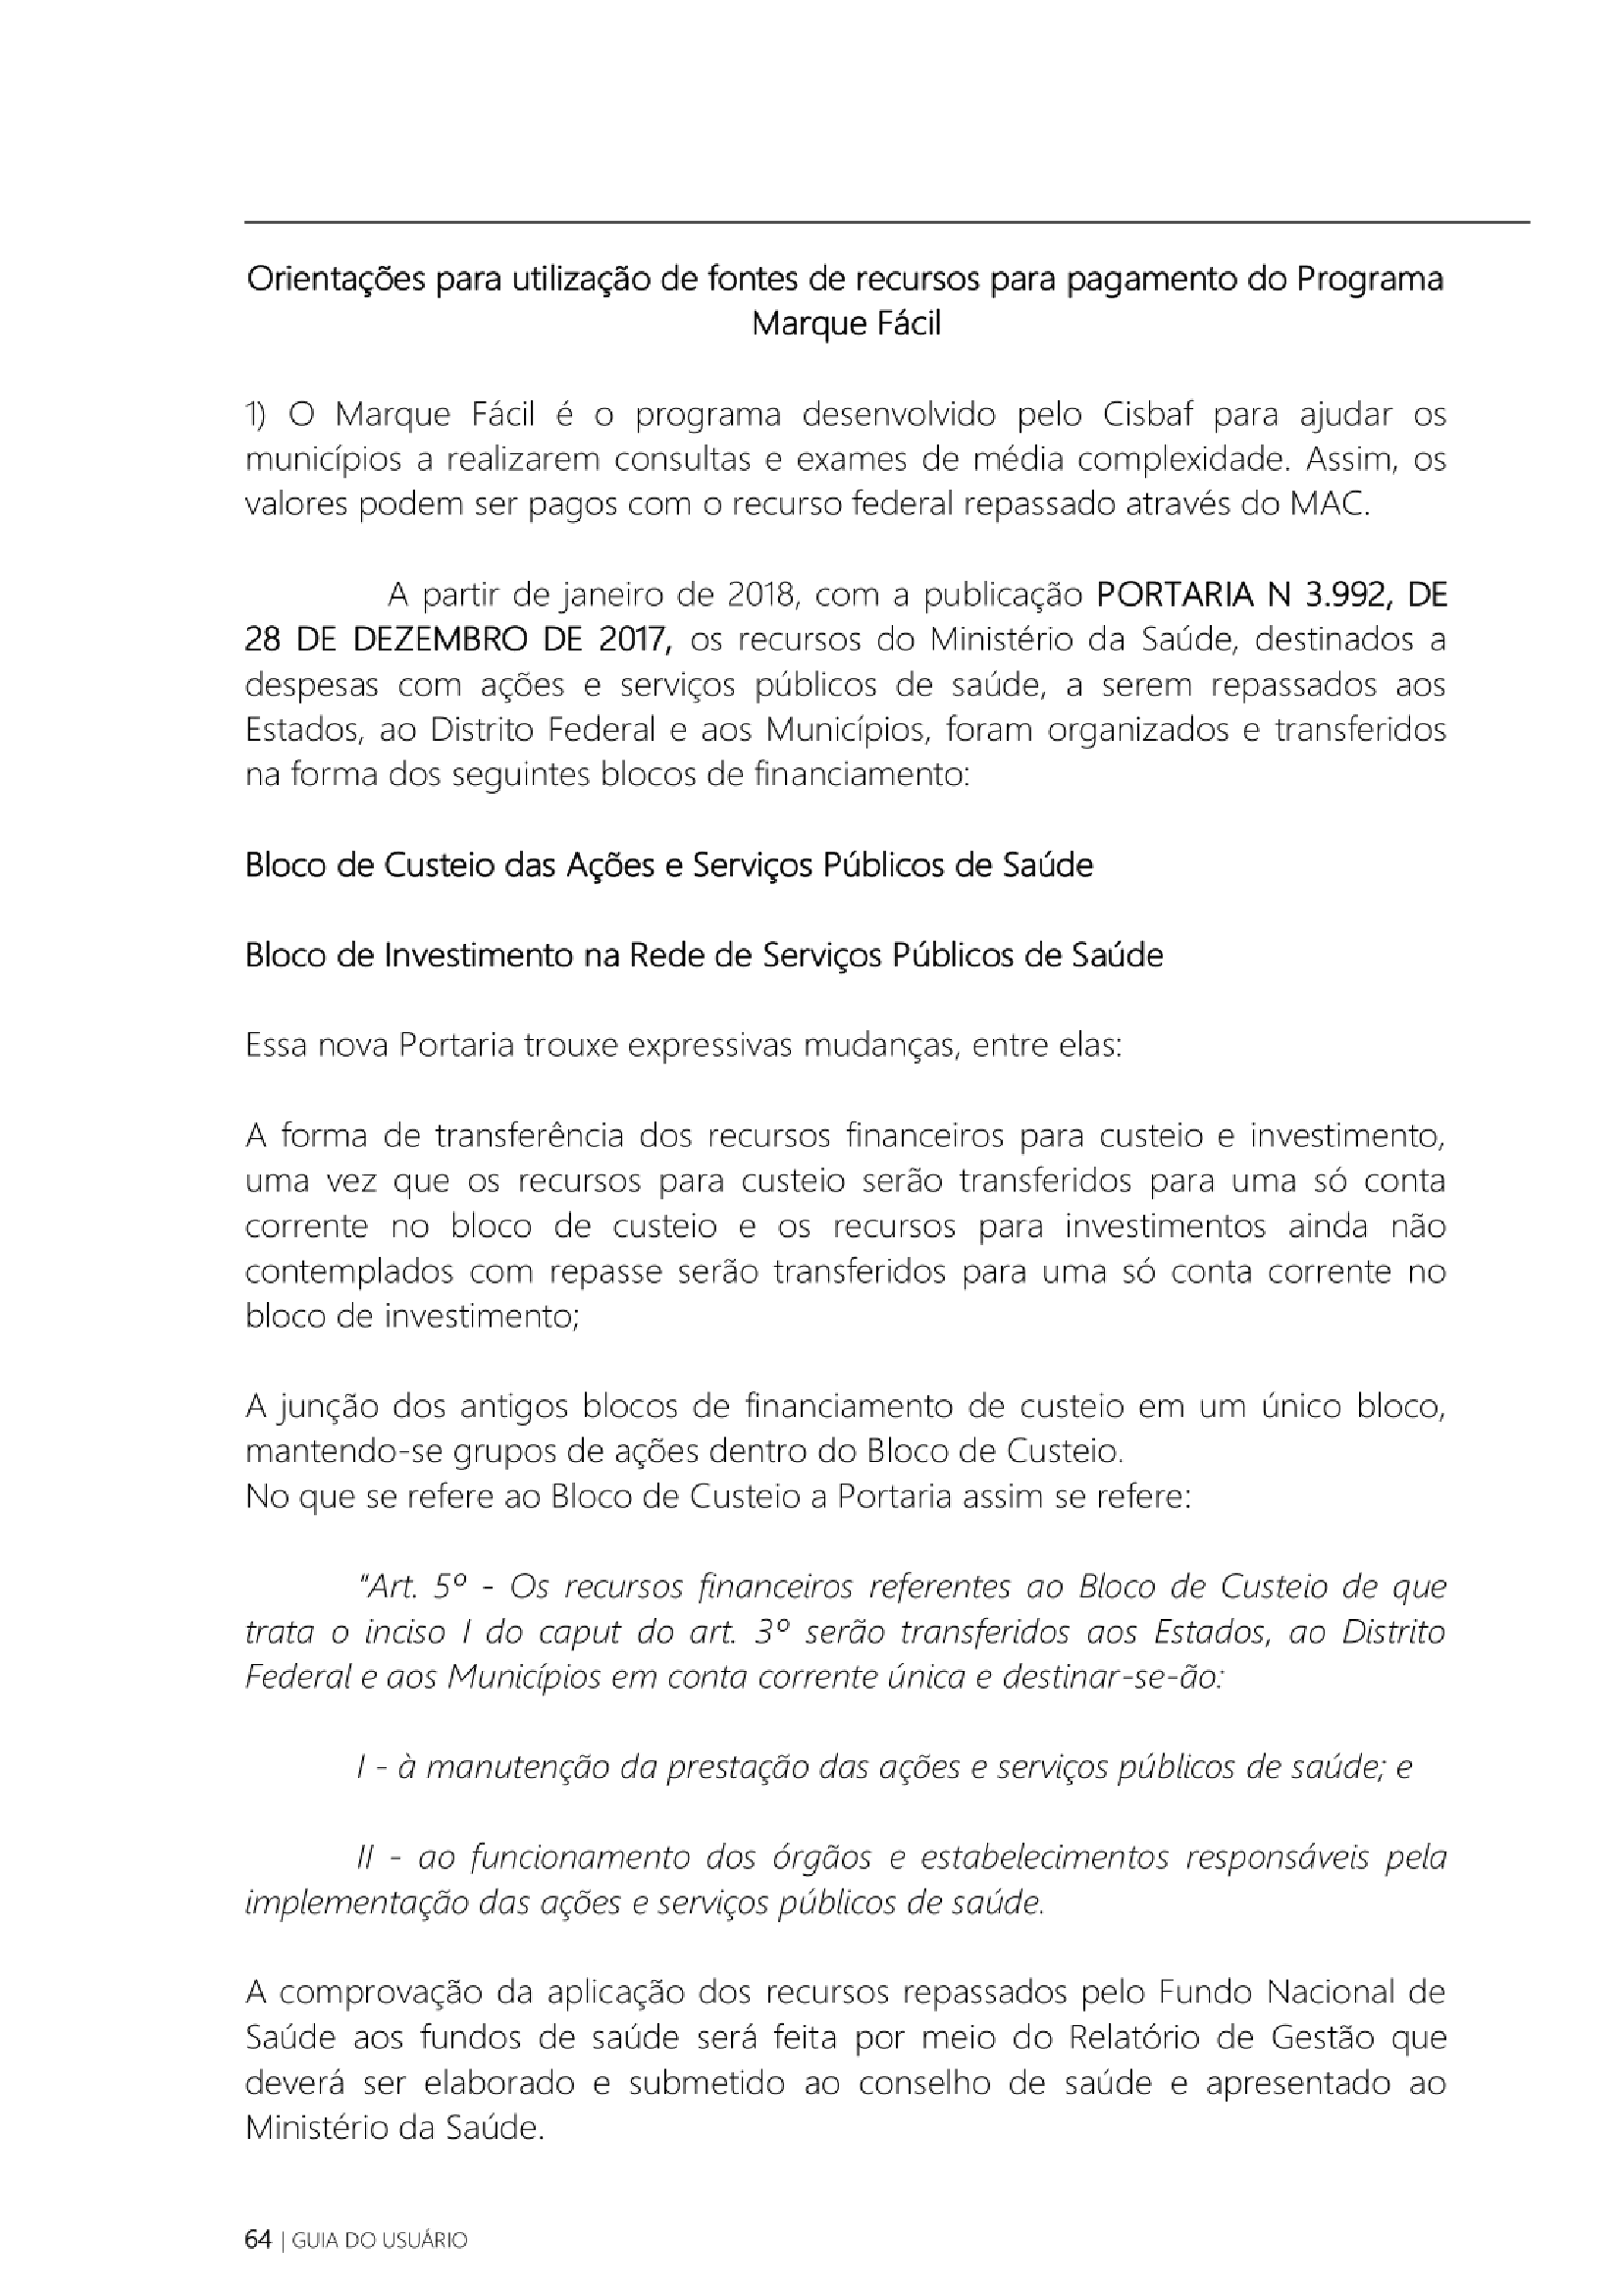 Orientações para utilização de fontes de recursos para pagamento do Programa
Marque Fácil
1) O Marque Fácil é o programa desenvolvido pelo Cisbaf para ajudar os
municípios a realizarem consultas e exames de média complexidade. Assim, os
valores podem ser pagos com o recurso federal repassado através do MAC.
A partir de janeiro de 2018, com a publicação PORTARIA N 3.992, DE
28 DE DEZEMBRO DE 2017, os recursos do Ministério da Saúde, destinados a
despesas com ações e serviços públicos de saúde, a serem repassados aos
Estados, ao Distrito Federal e aos Municípios, foram organizados e transferidos
na forma dos seguintes blocos de financiamento:
Bloco de Custeio das Ações e Serviços Públicos de Saúde
Bloco de Investimento na Rede de Serviços Públicos de Saúde
Essa nova Portaria trouxe expressivas mudanças, entre elas:
A forma de transferência dos recursos financeiros para custeio e investimento,
uma vez que os recursos para custeio serão transferidos para uma só conta
corrente no bloco de custeio e os recursos para investimentos ainda não
contemplados com repasse serão transferidos para uma só conta corrente no
bloco de investimento;
A junção dos antigos blocos de financiamento de custeio em um único bloco,
mantendo-se grupos de ações dentro do Bloco de Custeio.
No que se refere ao Bloco de Custeio a Portaria assim se refere:
"Art. 5º - Os recursos financeiros referentes ao Bloco de Custeio de que
trata o inciso I do caput do art. 3º serão transferidos aos Estados, ao Distrito
Federal e aos Municípios em conta corrente única e destinar-se-ão:
I - à manutenção da prestação das ações e serviços públicos de saúde; e
II - ao funcionamento dos órgãos e estabelecimentos responsáveis pela
implementação das ações e serviços públicos de saúde.
A comprovação da aplicação dos recursos repassados pelo Fundo Nacional de
Saúde aos fundos de saúde será feita por meio do Relatório de Gestão que
deverá ser elaborado e submetido ao conselho de saúde e apresentado ao
Ministério da Saúde.
64 | GUIA DO USUÁRIO